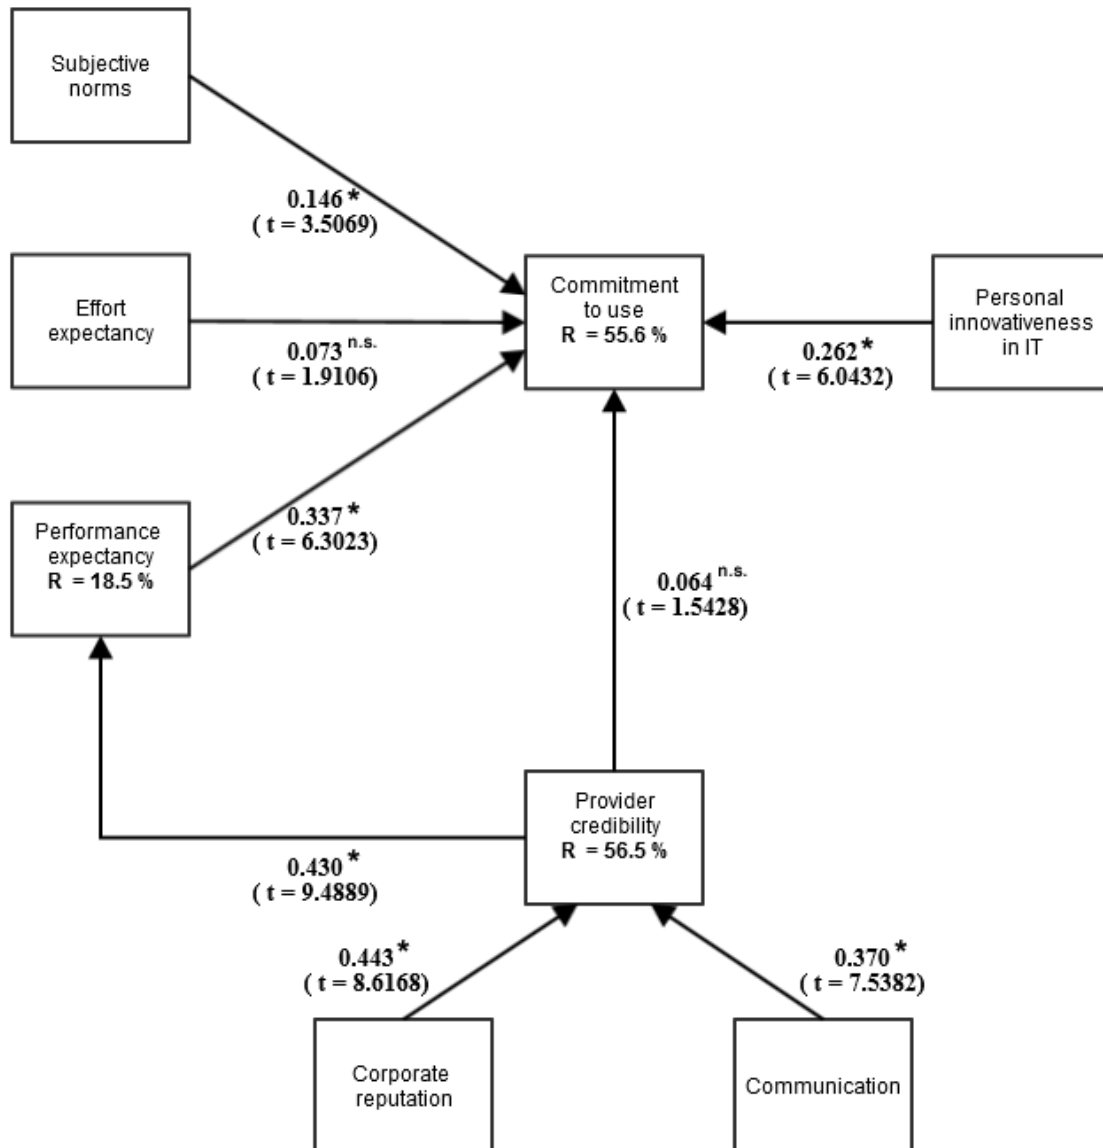 Subjective
norms
0.146 *
( t = 3.5069)
Effort
expectancy
0.073 n.s.
( t = 1.9106)
Commitment
to use
R = 55.6 %
Personal
innovativeness
in IT
0.262 *
( t = 6.0432)
Performance
expectancy
R = 18.5 %
0.337 *
( t = 6.3023)
0.064 n.s.
( t = 1.5428)
Provider
credibility
R = 56.5 %
0.430 *
( t = 9.4889)
0.443 *
( t = 8.6168)
0.370 *
( t = 7.5382)
Corporate
reputation
Communication